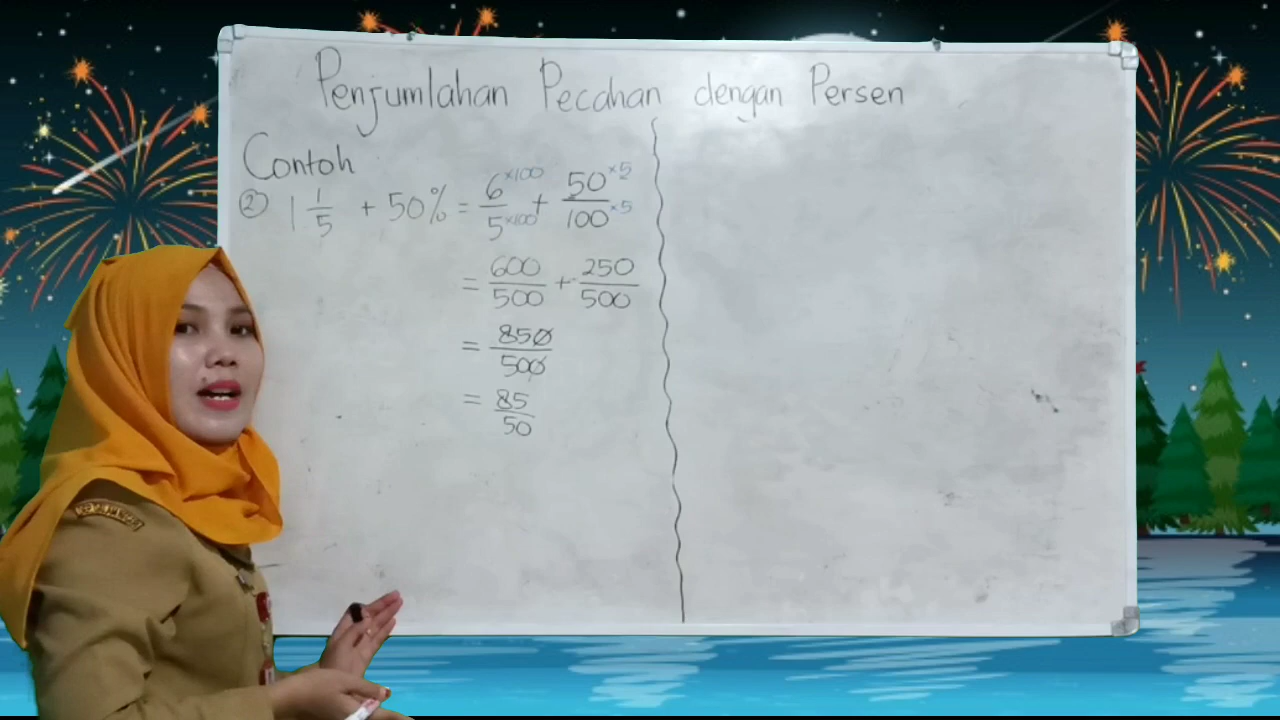 Penjumlahan Pecahan dengan Persen
Contoh
② 1 1/5 + 50% = 6×100/5×100 + 50×5/100×5
= 600/500 + 250/500
= 850/500
= 85/50